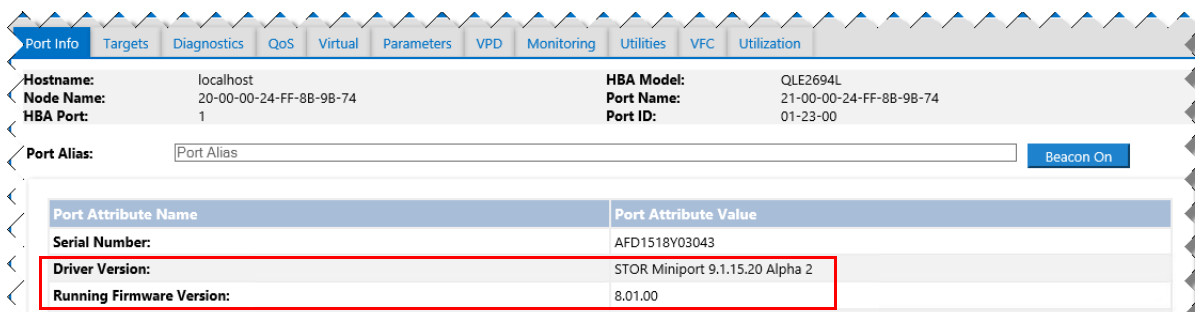 Port Info Targets Diagnostics QoS Virtual Parameters VPD Monitoring Utilities VFC Utilization
Hostname: localhost HBA Model: QLE2694L
Node Name: 20-00-00-24-FF-8B-9B-74 Port Name: 21-00-00-24-FF-8B-9B-74
HBA Port: 1 Port ID: 01-23-00
Port Alias: Port Alias Beacon On
Port Attribute Name Port Attribute Value
Serial Number: AFD1518Y03043
Driver Version: STOR Miniport 9.1.15.20 Alpha 2
Running Firmware Version: 8.01.00